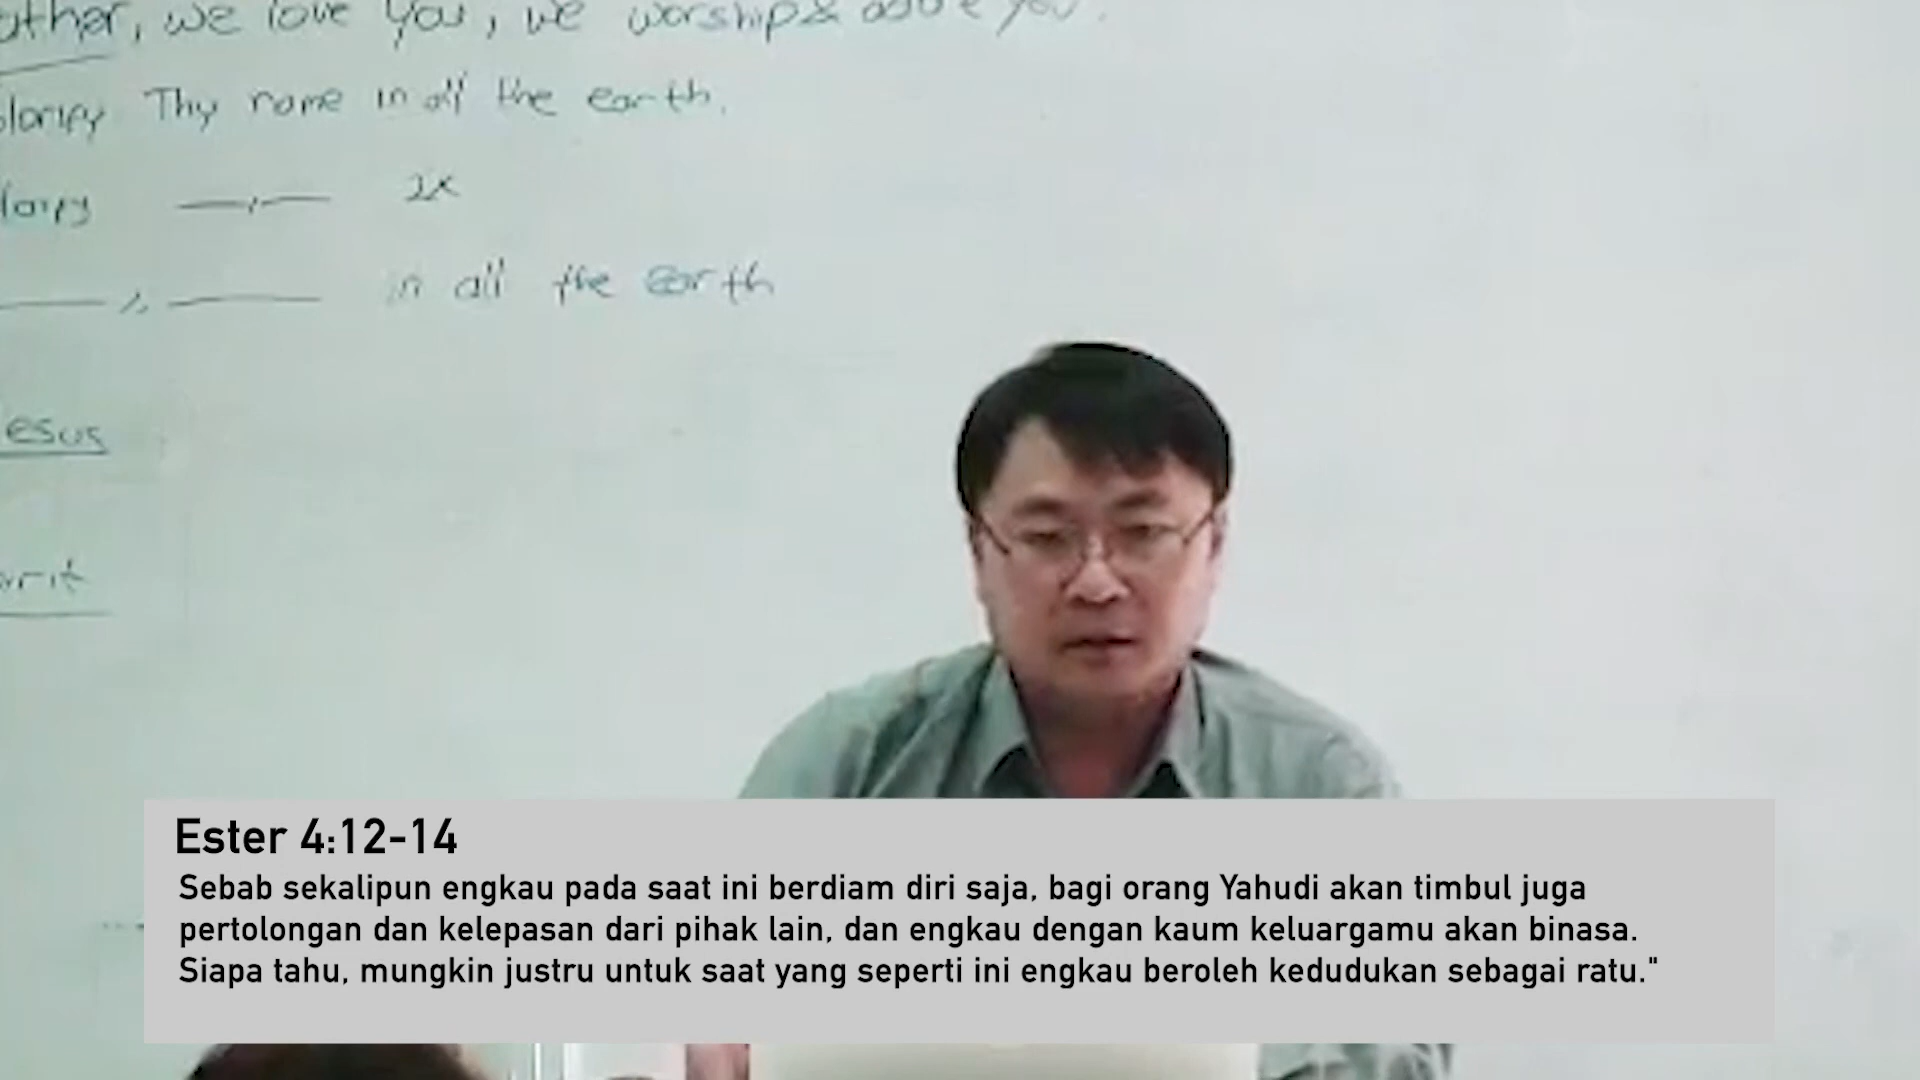 we love You, we worship & adore you.
Thy name in all the earth.
2x
in all the earth
Ester 4:12-14
Sebab sekalipun engkau pada saat ini berdiam diri saja, bagi orang Yahudi akan timbul juga
pertolongan dan kelepasan dari pihak lain, dan engkau dengan kaum keluargamu akan binasa.
Siapa tahu, mungkin justru untuk saat yang seperti ini engkau beroleh kedudukan sebagai ratu."